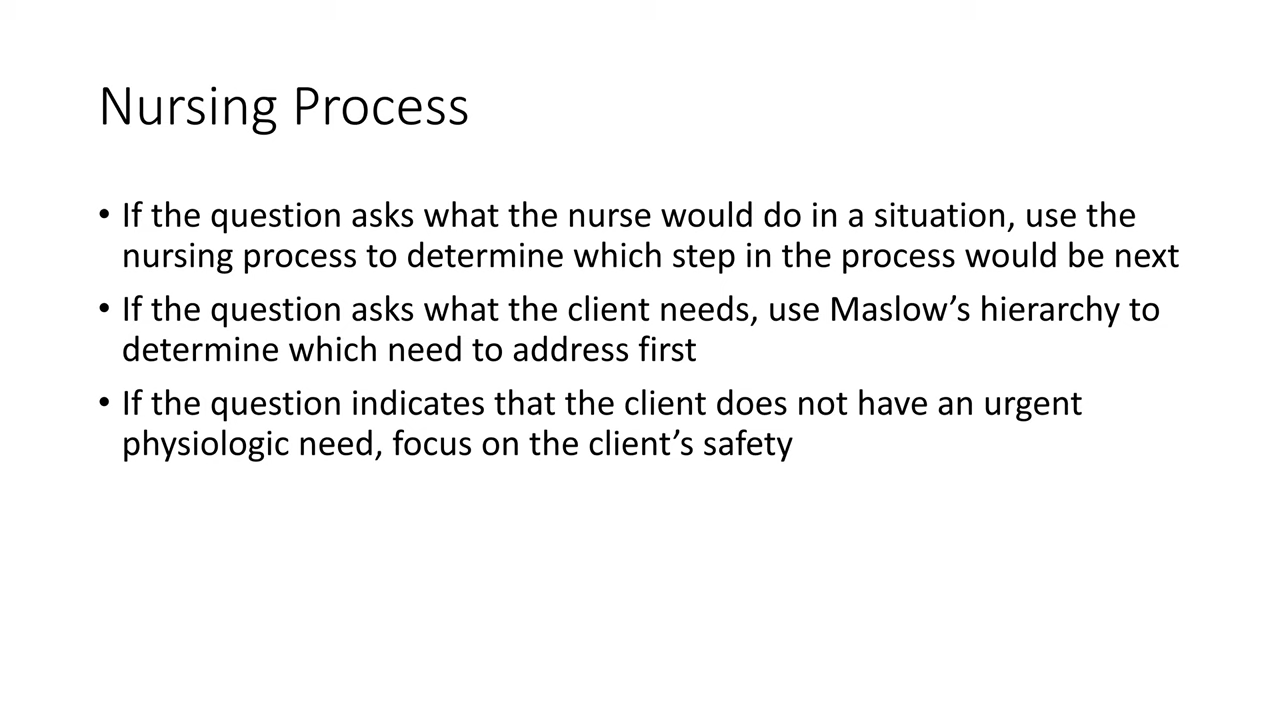 Nursing Process
• If the question asks what the nurse would do in a situation, use the
nursing process to determine which step in the process would be next
• If the question asks what the client needs, use Maslow’s hierarchy to
determine which need to address first
• If the question indicates that the client does not have an urgent
physiologic need, focus on the client’s safety